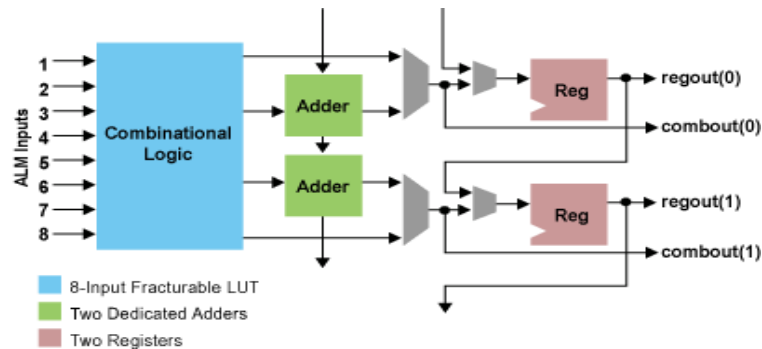 ALM Inputs
1
2
3
4
5
6
7
8
Combinational
Logic
Adder
Adder
Reg
Reg
regout(0)
combout(0)
regout(1)
combout(1)
8-Input Fracturable LUT
Two Dedicated Adders
Two Registers